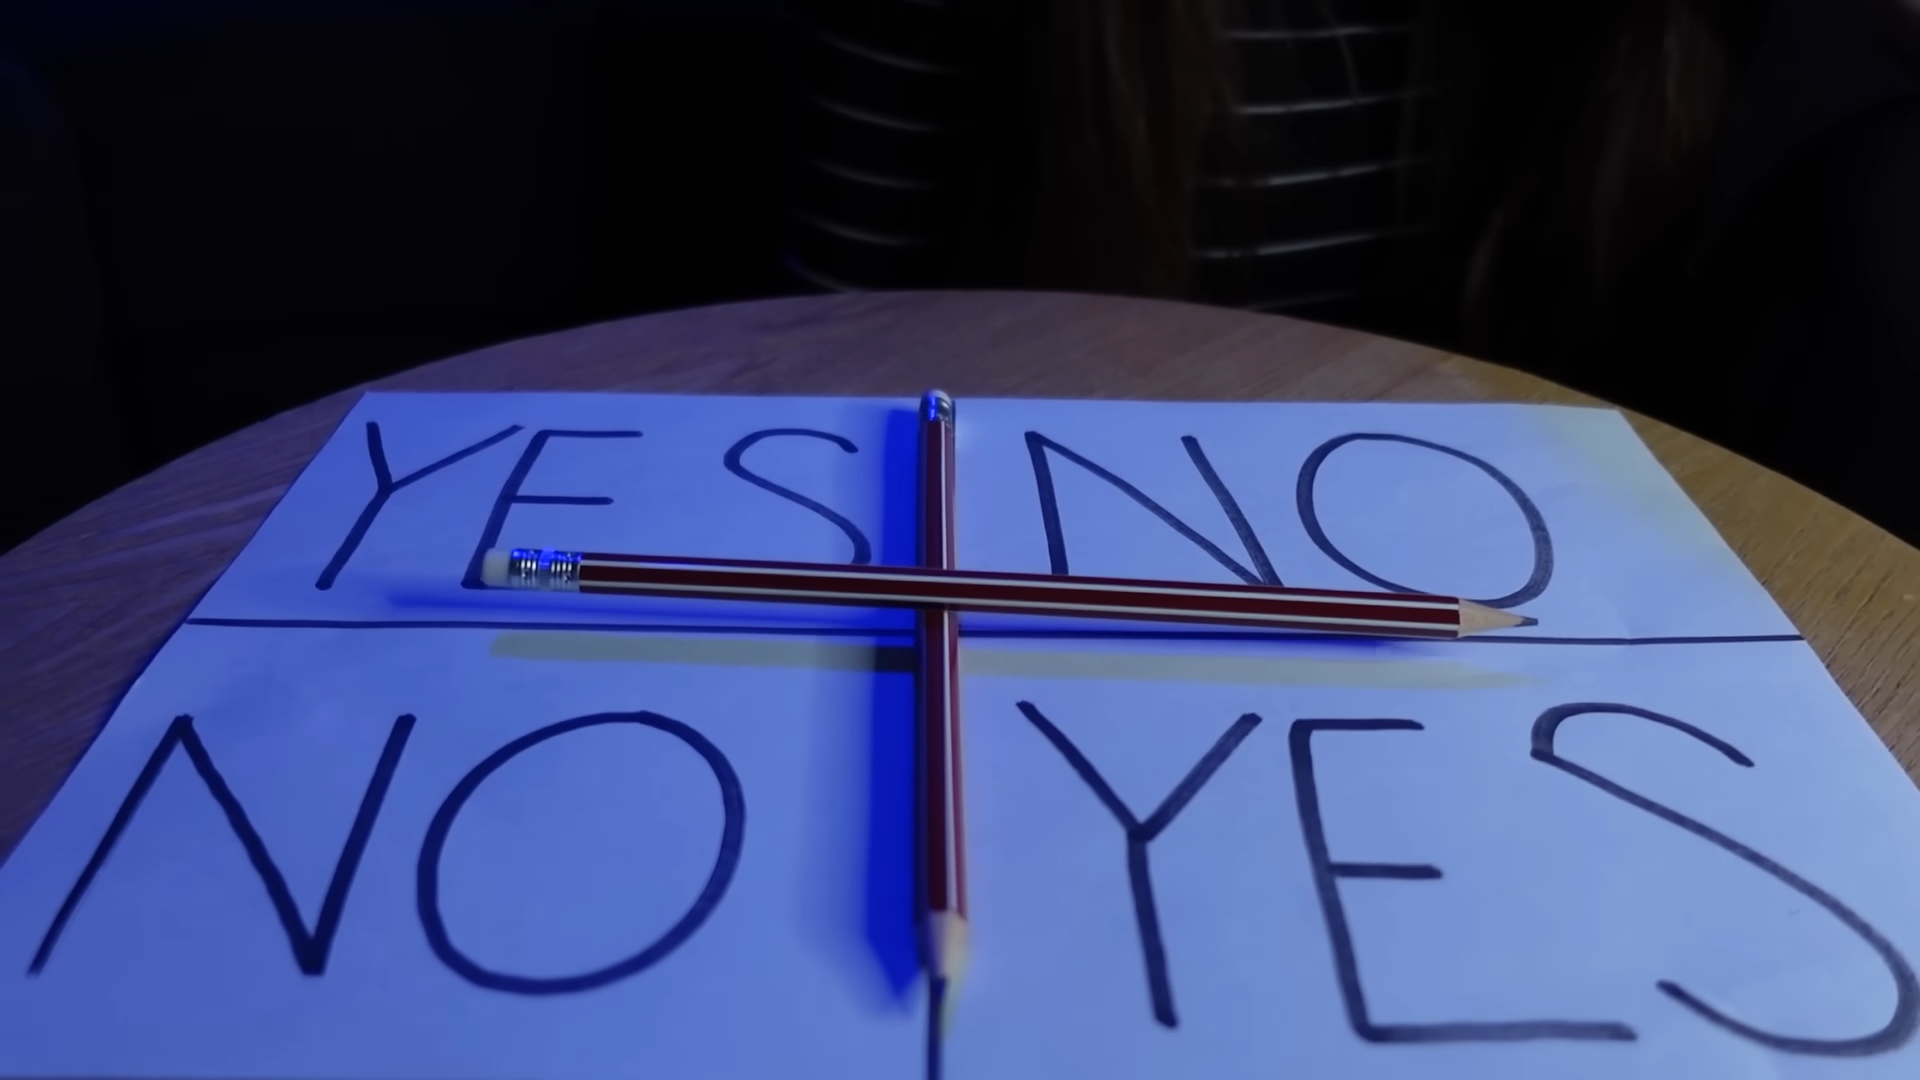 YES NO
NO YES